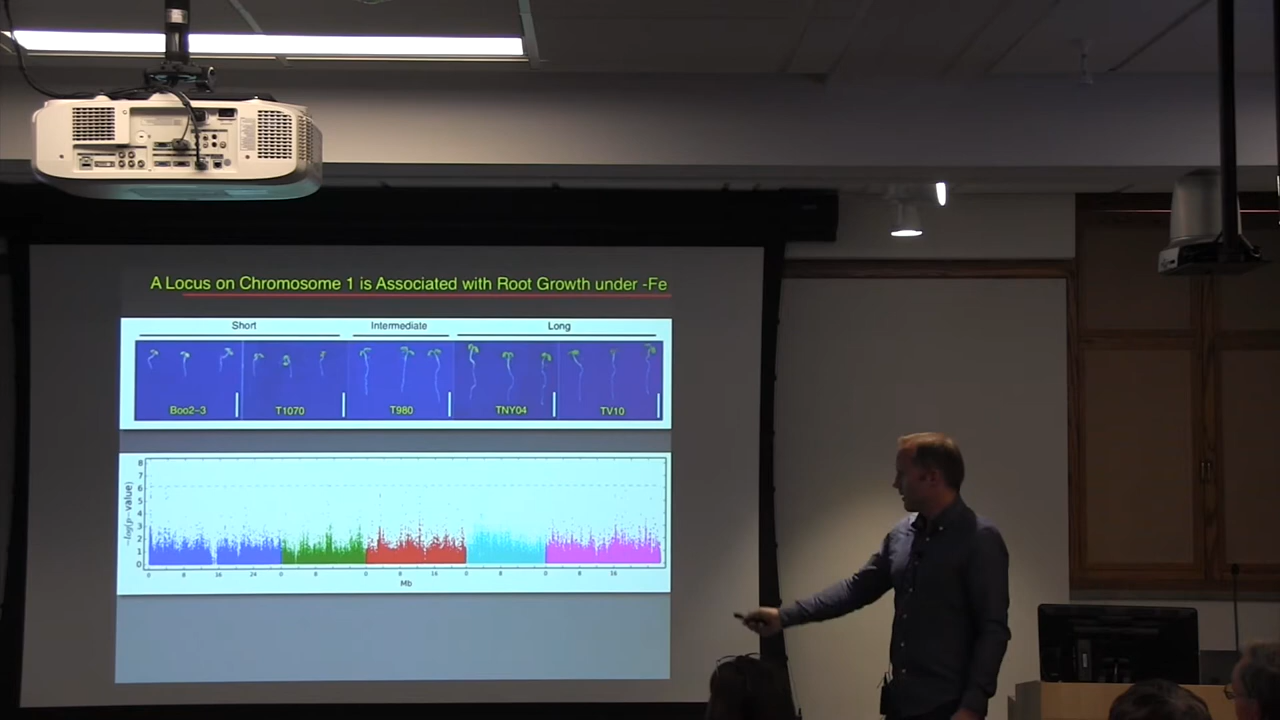 A Locus on Chromosome 1 is Associated with Root Growth under -Fe
Short Intermediate Long
Boo2-3 T1070 T980 TNY04 TV10
8
7
6
5
4
3
2
1
0
-log(p-value)
0 8 16 24 0 8 0 8 16 0 8 0 8 16
Mb